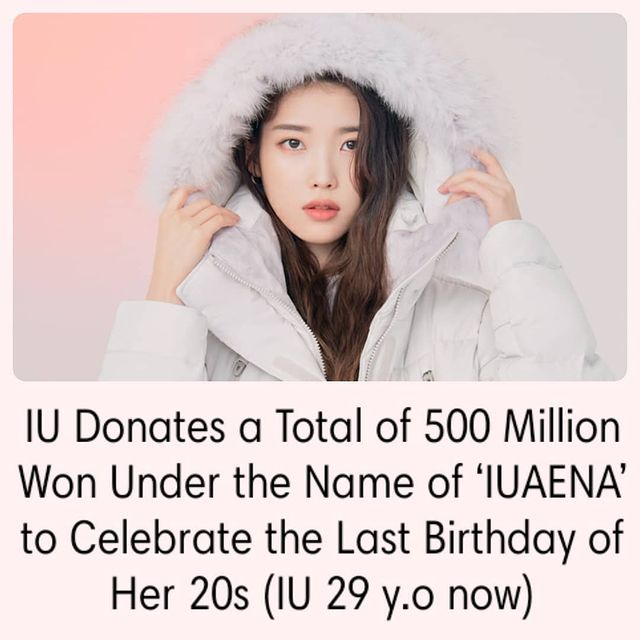 IU Donates a Total of 500 Million
Won Under the Name of ‘IUAENA’
to Celebrate the Last Birthday of
Her 20s (IU 29 y.o now)